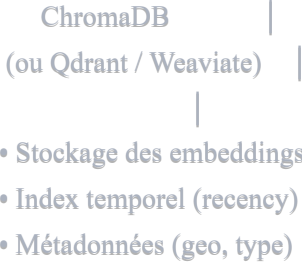 ChromaDB |
(ou Qdrant / Weaviate) |
|
• Stockage des embeddings
• Index temporel (recency)
• Métadonnées (geo, type)